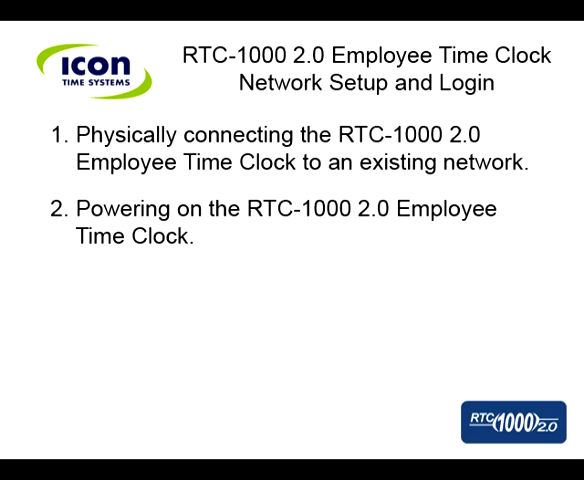 icon
TIME SYSTEMS
RTC-1000 2.0 Employee Time Clock
Network Setup and Login
1. Physically connecting the RTC-1000 2.0
Employee Time Clock to an existing network.
2. Powering on the RTC-1000 2.0 Employee
Time Clock.
RTC(1000)2.0